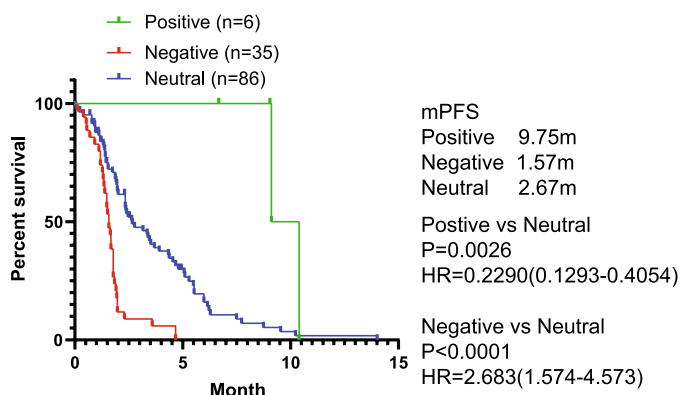 Positive (n=6)
Negative (n=35)
Neutral (n=86)
Percent survival
100
50
0
0 5 10 15
Month
mPFS
Positive 9.75m
Negative 1.57m
Neutral 2.67m
Postive vs Neutral
P=0.0026
HR=0.2290(0.1293-0.4054)
Negative vs Neutral
P<0.0001
HR=2.683(1.574-4.573)